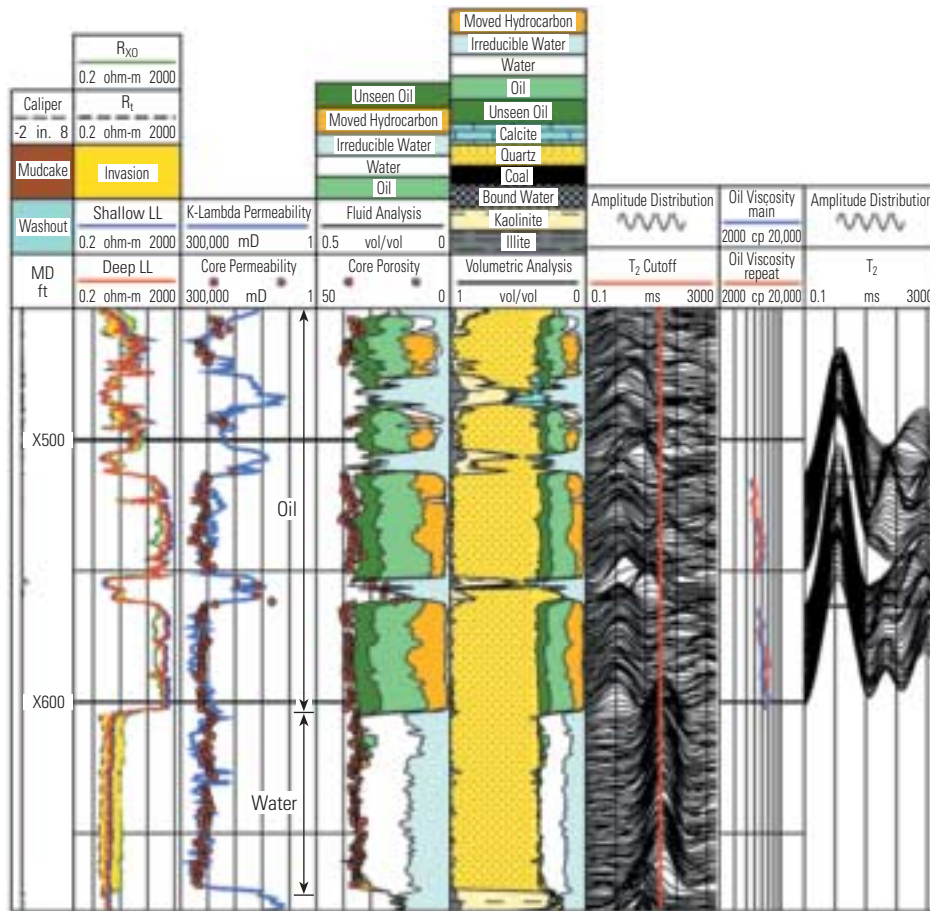 Moved Hydrocarbon
Irreducible Water
Water
Oil
Unseen Oil
Calcite
Quartz
Coal
Bound Water
Kaolinite
Illite
Volumetric Analysis
1 vol/vol 0
Unseen Oil
Moved Hydrocarbon
Irreducible Water
Water
Oil
Fluid Analysis
0.5 vol/vol 0
Core Porosity
50 0
RXO
0.2 ohm-m 2000
Rt
0.2 ohm-m 2000
Invasion
Shallow LL
0.2 ohm-m 2000
Deep LL
0.2 ohm-m 2000
Caliper
-2 in. 8
Mudcake
Washout
MD
ft
K-Lambda Permeability
300,000 mD 1
Core Permeability
300,000 mD 1
Amplitude Distribution
T2 Cutoff
0.1 ms 3000
Oil Viscosity
main
2000 cp 20,000
Oil Viscosity
repeat
2000 cp 20,000
Amplitude Distribution
T2
0.1 ms 3000
X500
Oil
X600
Water